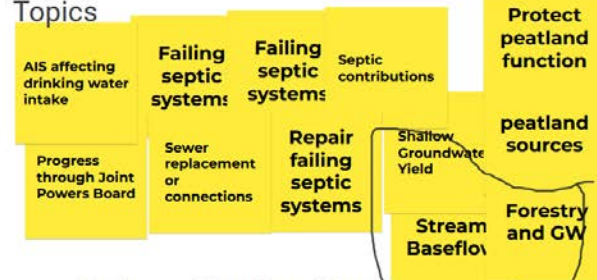 Topics
AIS affecting
drinking water
intake
Failing
septic
systems
Failing
septic
systems
Septic
contributions
Protect
peatland
function
peatland
sources
Progress
through Joint
Powers Board
Sewer
replacement
or
connections
Repair
failing
septic
systems
Shallow
Groundwate
Yield
Stream
Baseflov
Forestry
and GW